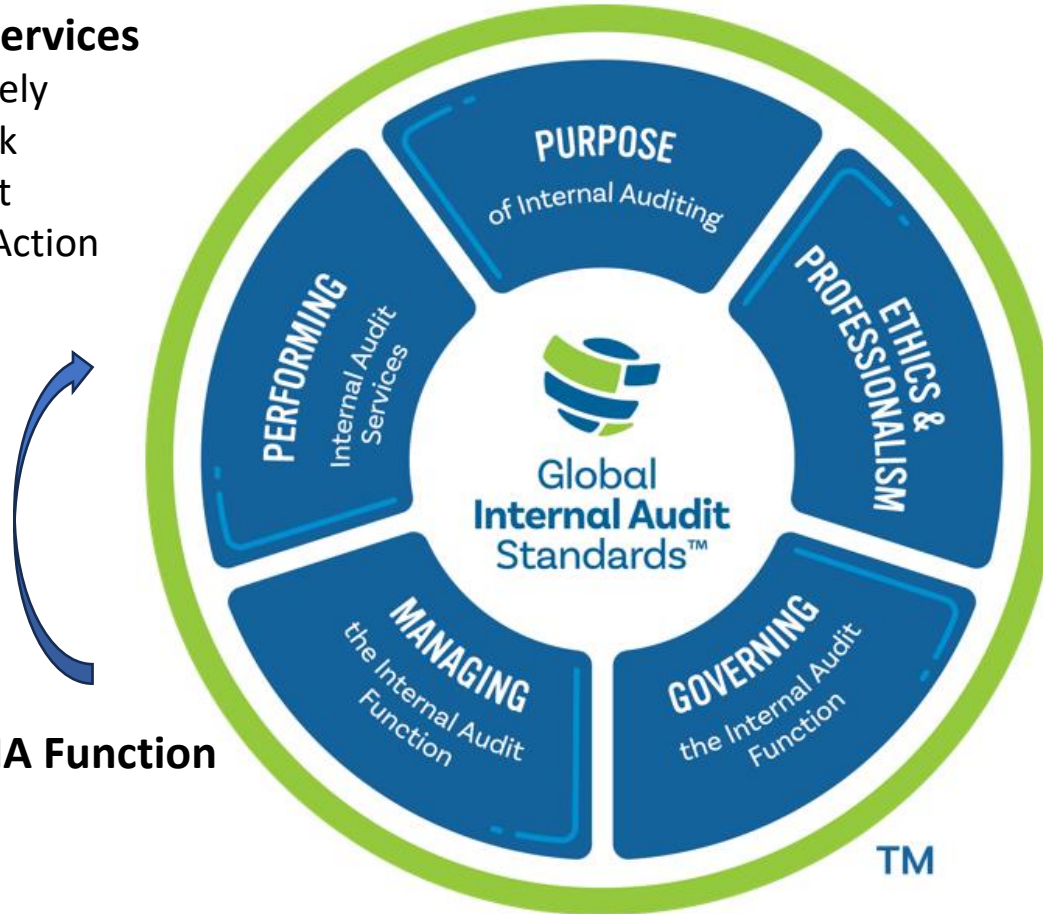 ervices
ely
k
t
Action
IA Function
PURPOSE
of Internal Auditing
ETHICS &
PROFESSIONALISM
GOVERNING
the Internal Audit
Function
MANAGING
the Internal Audit
Function
PERFORMING
Internal Audit
Services
Global
Internal Audit
Standards™
TM